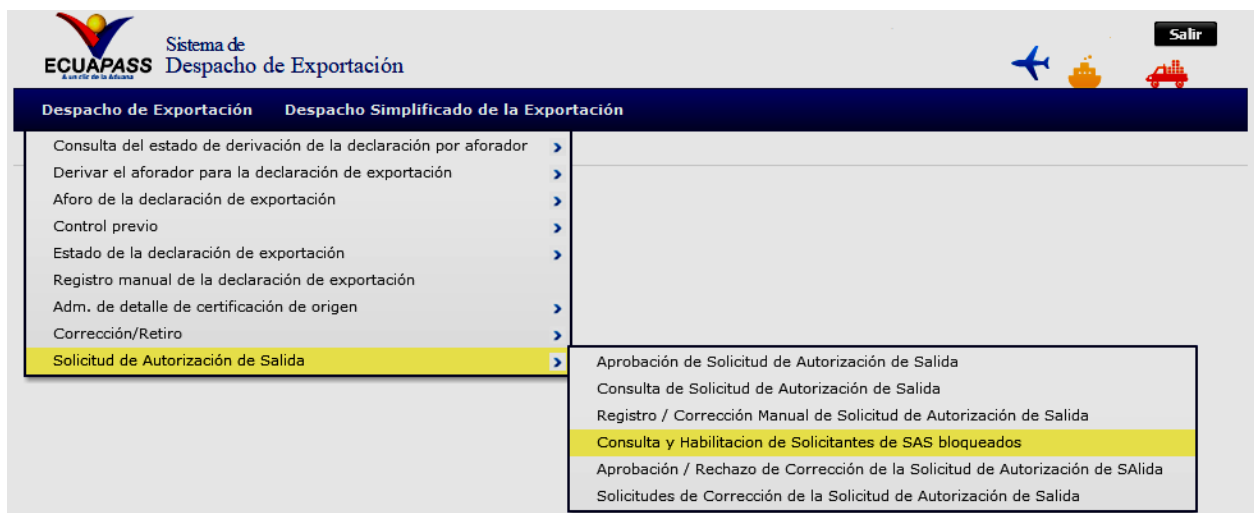 Sistema de
Salir
ECUAPASS Despacho de Exportación
A un clic de la Aduana
Despacho de Exportación Despacho Simplificado de la Exportación
Consulta del estado de derivación de la declaración por aforador
Derivar el aforador para la declaración de exportación
Aforo de la declaración de exportación
Control previo
Estado de la declaración de exportación
Registro manual de la declaración de exportación
Adm. de detalle de certificación de origen
Corrección/Retiro
Solicitud de Autorización de Salida
Aprobación de Solicitud de Autorización de Salida
Consulta de Solicitud de Autorización de Salida
Registro / Corrección Manual de Solicitud de Autorización de Salida
Consulta y Habilitacion de Solicitantes de SAS bloqueados
Aprobación / Rechazo de Corrección de la Solicitud de Autorización de SAlida
Solicitudes de Corrección de la Solicitud de Autorización de Salida